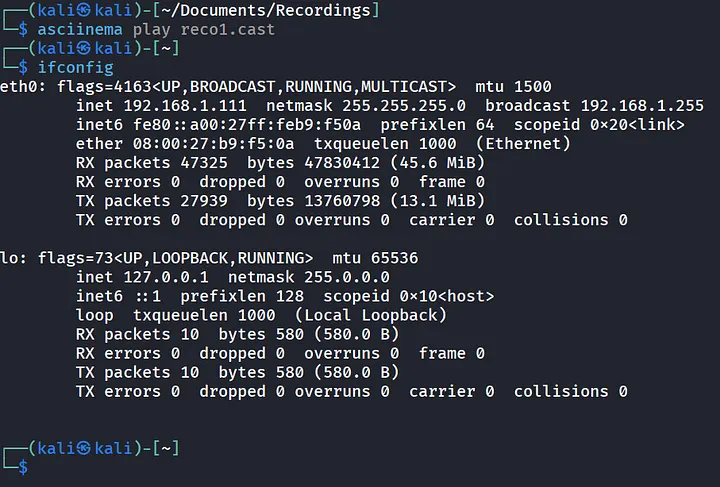 ┌──(kali㉿kali)-[~/Documents/Recordings]
└─$ asciinema play reco1.cast
┌──(kali㉿kali)-[~]
└─$ ifconfig
eth0: flags=4163<UP,BROADCAST,RUNNING,MULTICAST>  mtu 1500
        inet 192.168.1.111  netmask 255.255.255.0  broadcast 192.168.1.255
        inet6 fe80::a00:27ff:feb9:f50a  prefixlen 64  scopeid 0×20<link>
        ether 08:00:27:b9:f5:0a  txqueuelen 1000  (Ethernet)
        RX packets 47325  bytes 47830412 (45.6 MiB)
        RX errors 0  dropped 0  overruns 0  frame 0
        TX packets 27939  bytes 13760798 (13.1 MiB)
        TX errors 0  dropped 0 overruns 0  carrier 0  collisions 0

lo: flags=73<UP,LOOPBACK,RUNNING>  mtu 65536
        inet 127.0.0.1  netmask 255.0.0.0
        inet6 ::1  prefixlen 128  scopeid 0×10<host>
        loop  txqueuelen 1000  (Local Loopback)
        RX packets 10  bytes 580 (580.0 B)
        RX errors 0  dropped 0  overruns 0  frame 0
        TX packets 10  bytes 580 (580.0 B)
        TX errors 0  dropped 0 overruns 0  carrier 0  collisions 0

┌──(kali㉿kali)-[~]
└─$